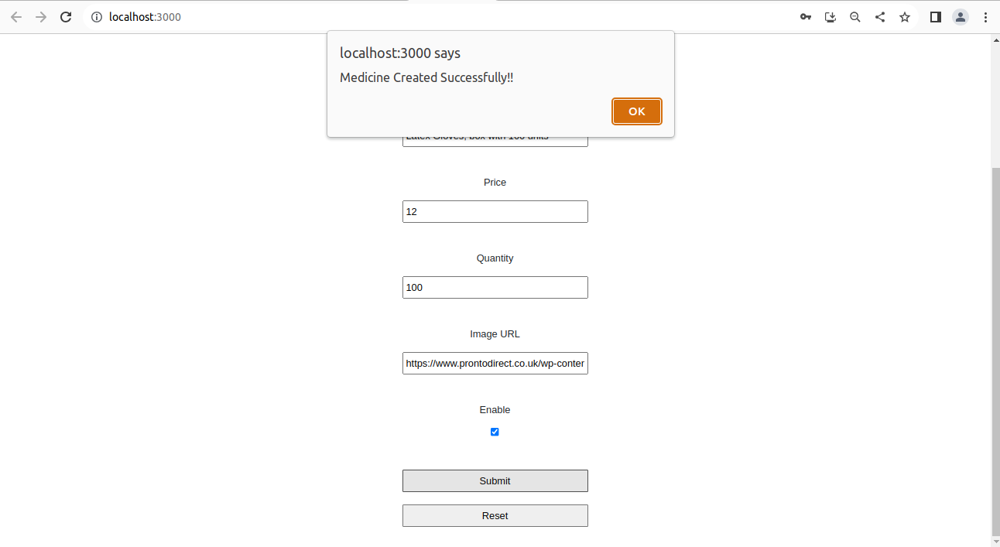 localhost:3000
localhost:3000 says
Medicine Created Successfully!!
OK
Latex Gloves, box with 100 units
Price
12
Quantity
100
Image URL
https://www.prontodirect.co.uk/wp-conter
Enable
Submit
Reset